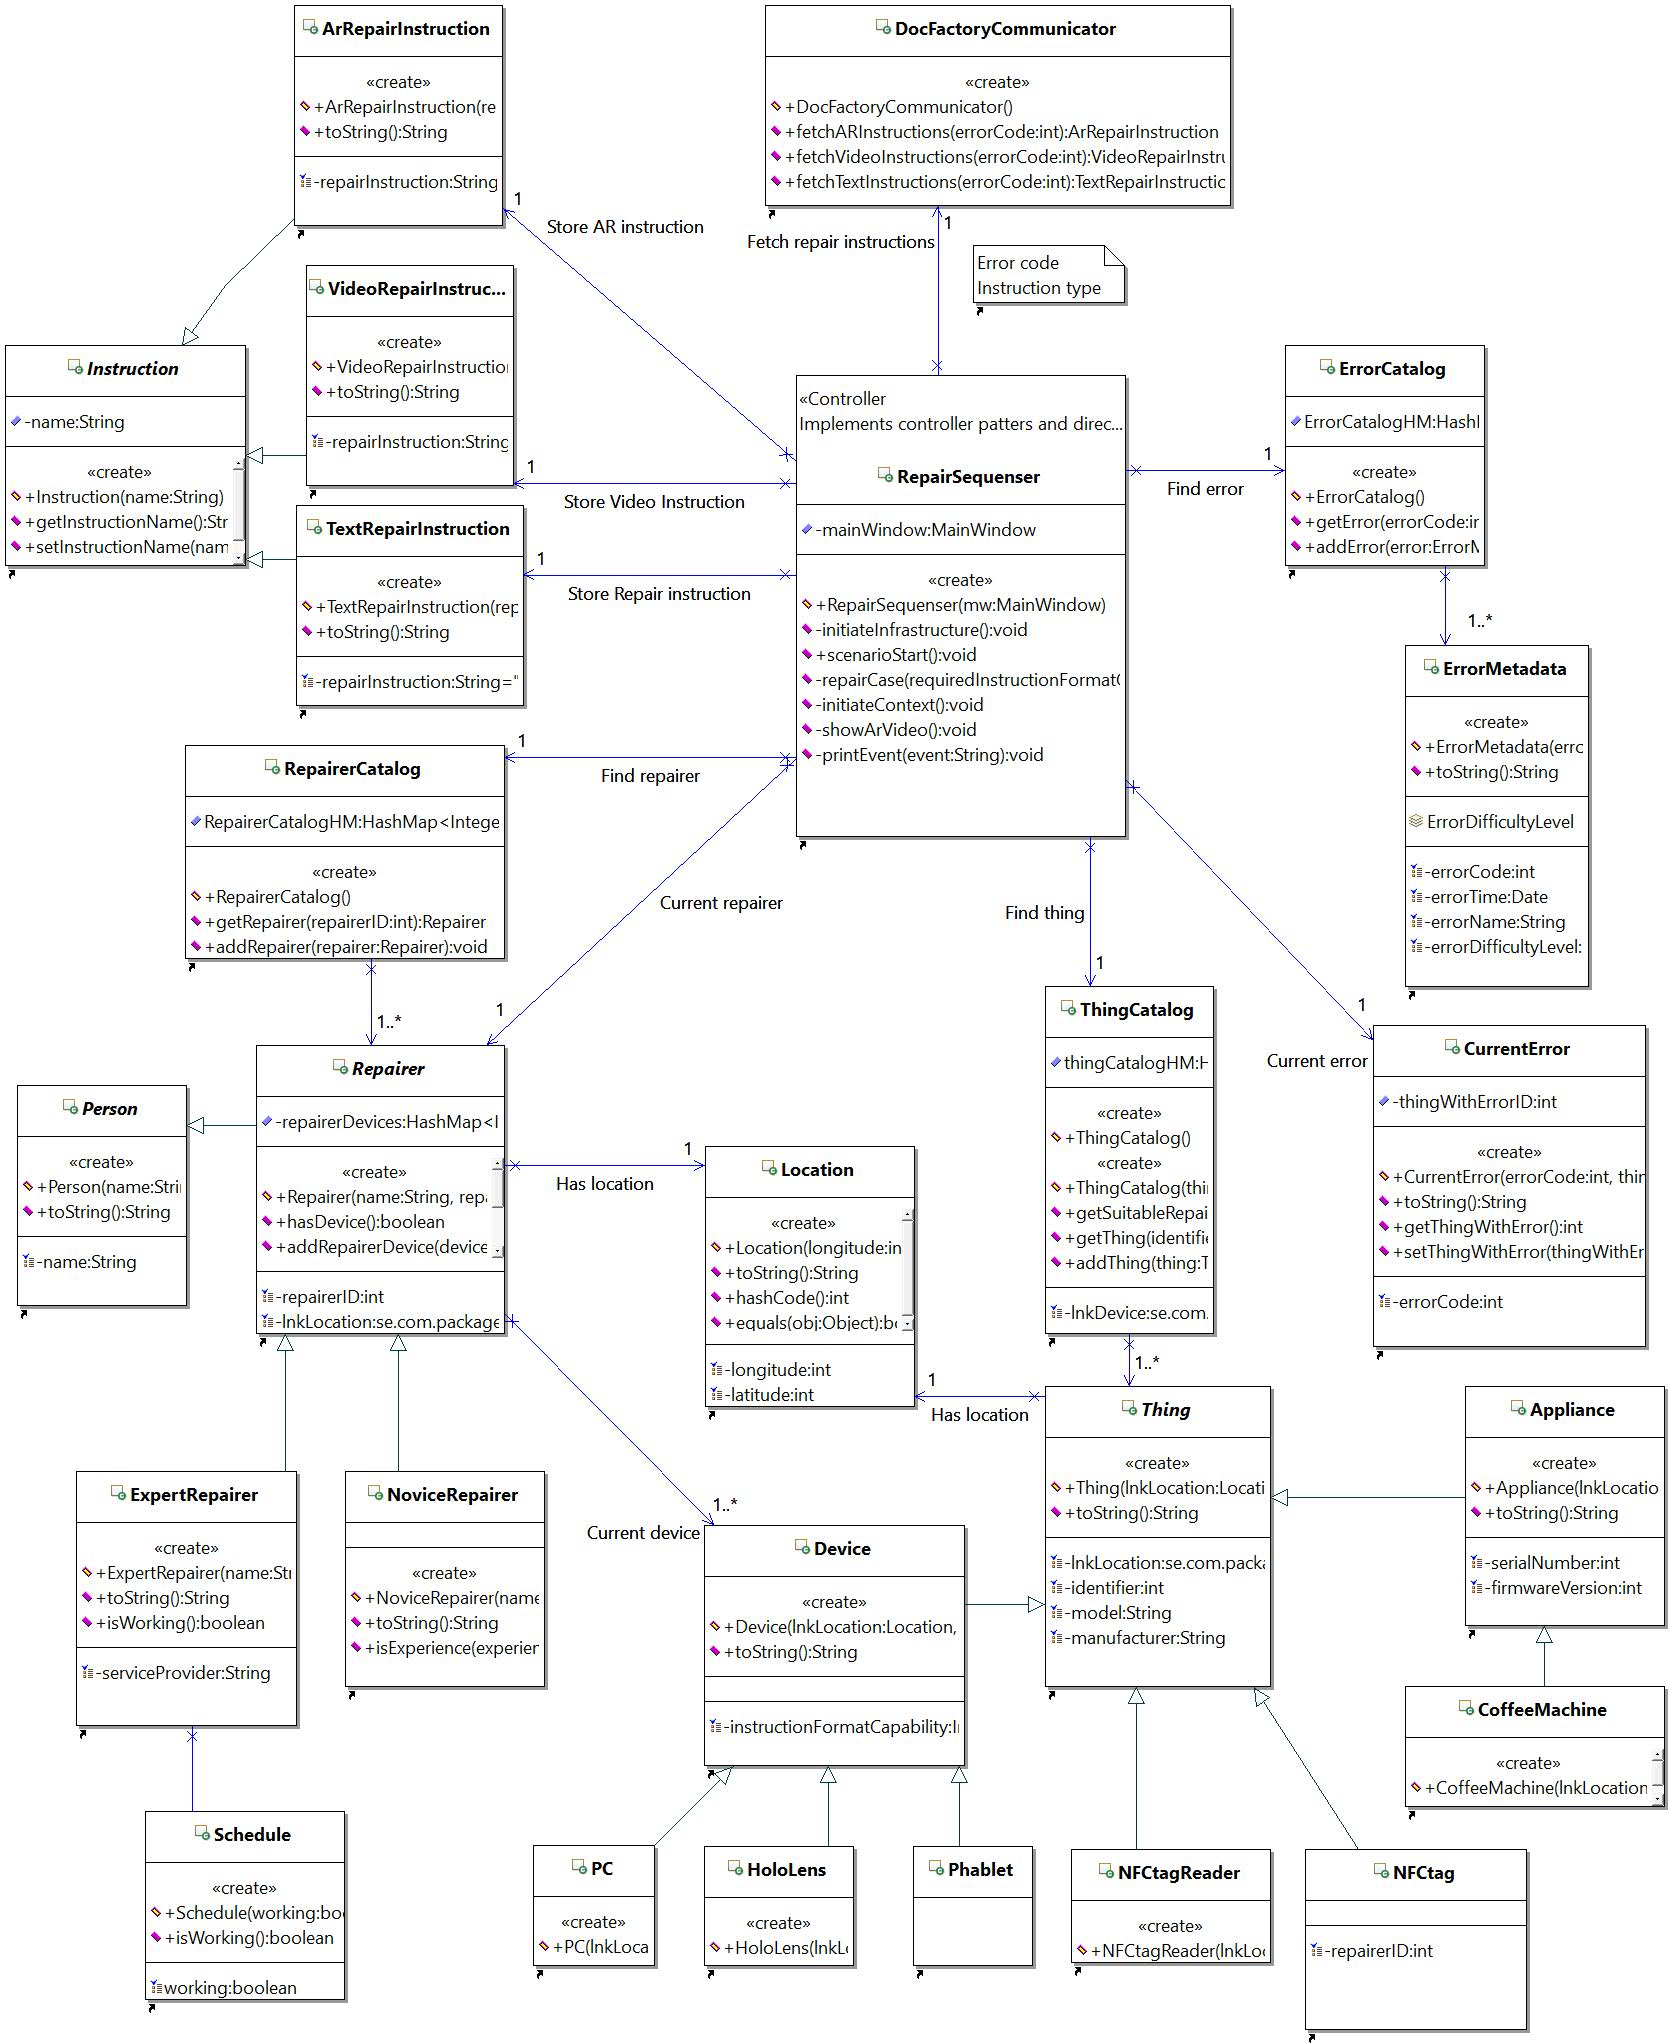 ArRepairInstruction
«create»
+ArRepairInstruction(re
+toString():String
-repairInstruction:String
DocFactoryCommunicator
«create»
+DocFactoryCommunicator()
+fetchARInstructions(errorCode:int):ArRepairInstruction
+fetchVideoInstructions(errorCode:int):VideoRepairInstru
+fetchTextInstructions(errorCode:int):TextRepairInstructic
1
Store AR instruction
1
Fetch repair instructions
Error code
Instruction type
VideoRepairInstruc...
«create»
+VideoRepairInstructio
+toString():String
-repairInstruction:String
Instruction
-name:String
«create»
+Instruction(name:String)
+getInstructionName():Str
+setInstructionName(nam
1
Store Video Instruction
TextRepairInstruction
«create»
+TextRepairInstruction(rep
+toString():String
-repairInstruction:String="
1
Store Repair instruction
«Controller
Implements controller patters and direc...
RepairSequenser
-mainWindow:MainWindow
«create»
+RepairSequenser(mw:MainWindow)
-initiateInfrastructure():void
+scenarioStart():void
-repairCase(requiredInstructionFormatC
-initiateContext():void
-showArVideo():void
-printEvent(event:String):void
1
Find error
ErrorCatalog
ErrorCatalogHM:HashI
«create»
+ErrorCatalog()
+getError(errorCode:ir
+addError(error:ErrorM
1..*
ErrorMetadata
«create»
+ErrorMetadata(errc
+toString():String
ErrorDifficultyLevel
-errorCode:int
-errorTime:Date
-errorName:String
-errorDifficultyLevel:
RepairerCatalog
RepairerCatalogHM:HashMap<Intege
«create»
+RepairerCatalog()
+getRepairer(repairerID:int):Repairer
+addRepairer(repairer:Repairer):void
1
Find repairer
Current repairer
1
1..*
Find thing
1
1
Current error
ThingCatalog
thingCatalogHM:H
«create»
+ThingCatalog()
«create»
+ThingCatalog(thi
+getSuitableRepai
+getThing(identifi
+addThing(thing:T
-lnkDevice:se.com.
CurrentError
-thingWithErrorID:int
«create»
+CurrentError(errorCode:int, thir
+toString():String
+getThingWithError():int
+setThingWithError(thingWithEr
-errorCode:int
Person
«create»
+Person(name:Stri
+toString():String
-name:String
Repairer
-repairerDevices:HashMap<I
«create»
+Repairer(name:String, repa
+hasDevice():boolean
+addRepairerDevice(device
-repairerID:int
-lnkLocation:se.com.package
1
Has location
Location
«create»
+Location(longitude:in
+toString():String
+hashCode():int
+equals(obj:Object):bo
-longitude:int
-latitude:int
1
Has location
1..*
Thing
«create»
+Thing(lnkLocation:Locati
+toString():String
-lnkLocation:se.com.packa
-identifier:int
-model:String
-manufacturer:String
Appliance
«create»
+Appliance(lnkLocatio
+toString():String
-serialNumber:int
-firmwareVersion:int
ExpertRepairer
«create»
+ExpertRepairer(name:Stı
+toString():String
+isWorking():boolean
-serviceProvider:String
NoviceRepairer
«create»
+NoviceRepairer(name
+toString():String
+isExperience(experier
1..*
Current device
Device
«create»
+Device(lnkLocation:Location,
+toString():String
-instructionFormatCapability:Iı
CoffeeMachine
«create»
+CoffeeMachine(lnkLocation
Schedule
«create»
+Schedule(working:boo
+isWorking():boolean
working:boolean
PC
«create»
+PC(lnkLoca
HoloLens
«create»
+HoloLens(lnkL
Phablet
NFCtagReader
«create»
+NFCtagReader(lnkLoc
NFCtag
-repairerID:int